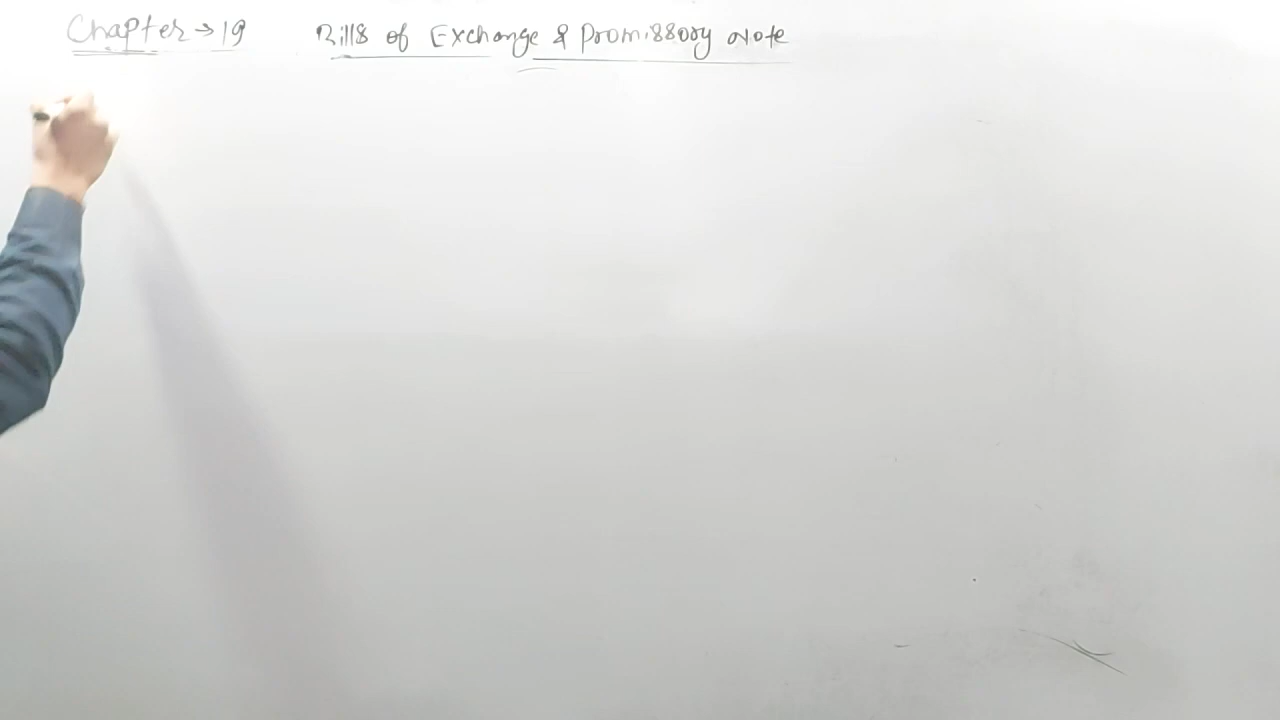 Chapter → 19 Bills of Exchange & Promissory Note